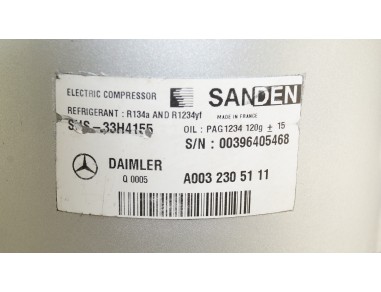 ELECTRIC COMPRESSOR SANDEN
REFRIGERANT : R134a AND R1234yf MADE IN FRANCE
33H4155 OIL : PAG1234 120g ± 15
S/N : 00396405468
DAIMLER
Q 0005 A003 230 51 11